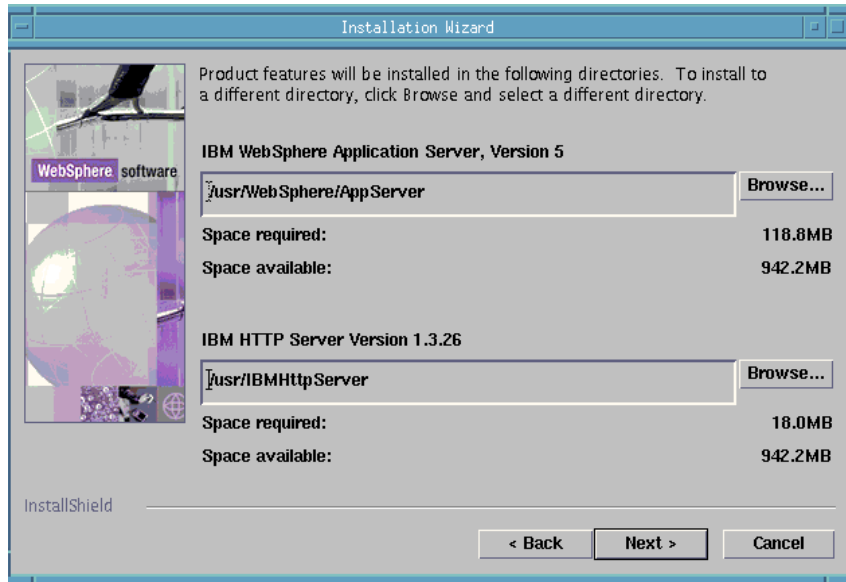 Installation Wizard
Product features will be installed in the following directories. To install to
a different directory, click Browse and select a different directory.
WebSphere software
IBM WebSphere Application Server, Version 5
/usr/WebSphere/AppServer
Browse...
Space required: 118.8MB
Space available: 942.2MB
IBM HTTP Server Version 1.3.26
/usr/IBMHttpServer
Browse...
Space required: 18.0MB
Space available: 942.2MB
InstallShield
< Back Next > Cancel